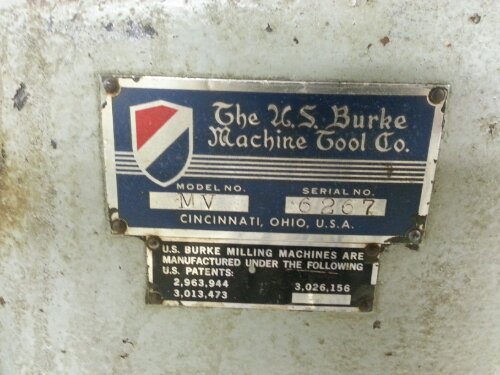 The U.S. Burke
Machine Tool Co.
MODEL NO. SERIAL NO.
MV 6267
CINCINNATI, OHIO, U.S.A.
U.S. BURKE MILLING MACHINES ARE
MANUFACTURED UNDER THE FOLLOWING
U.S. PATENTS:
2,963,944 3,026,156
3,013,473